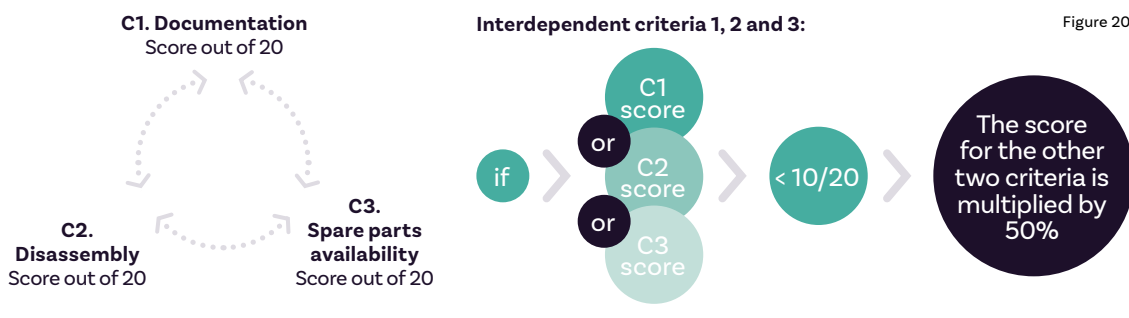 C1. Documentation
Score out of 20
C2.
Disassembly
Score out of 20
C3.
Spare parts
availability
Score out of 20
Interdependent criteria 1, 2 and 3:
Figure 20
if
C1
score
or
C2
score
or
C3
score
< 10/20
The score
for the other
two criteria is
multiplied by
50%